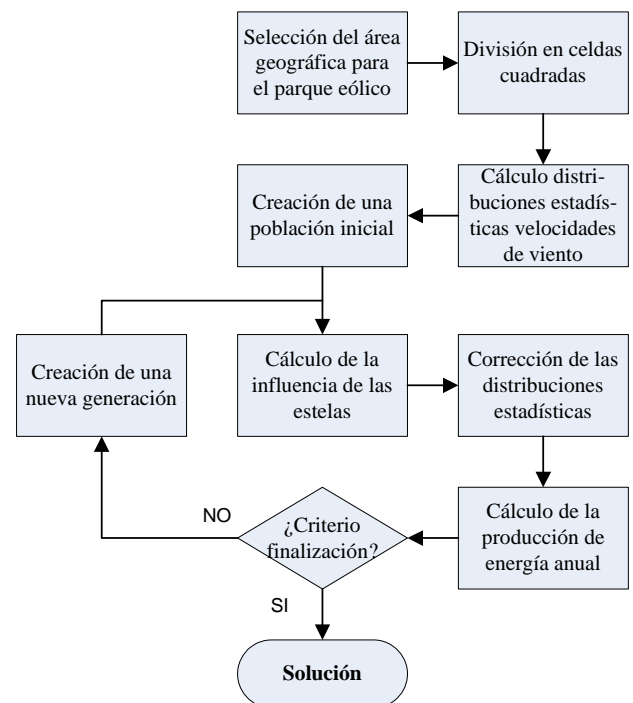 Selección del área
geográfica para
el parque eólico
División en celdas
cuadradas
Cálculo distri-
buciones estadís-
ticas velocidades
de viento
Creación de una
población inicial
Creación de una
nueva generación
Cálculo de la
influencia de las
estelas
Corrección de las
distribuciones
estadísticas
Cálculo de la
producción de
energía anual
¿Criterio
finalización?
NO
SI
Solución